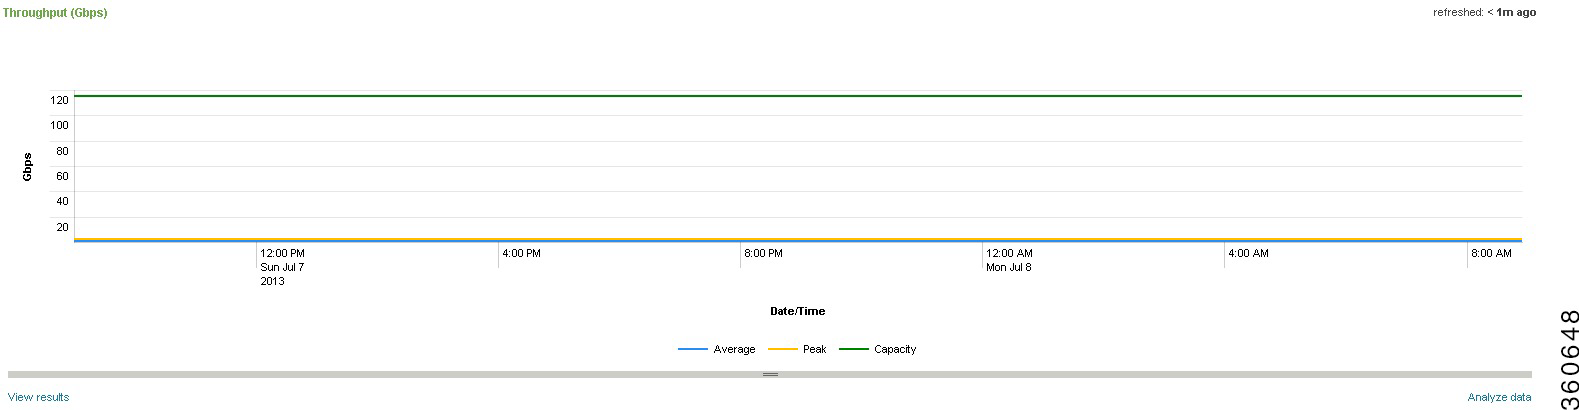 Throughput (Gbps)
refreshed: < 1m ago
120
100
80
60
40
20
Gbps
12:00 PM
Sun Jul 7
2013
4:00 PM
8:00 PM
12:00 AM
Mon Jul 8
4:00 AM
8:00 AM
Date/Time
Average
Peak
Capacity
View results
Analyze data
360648